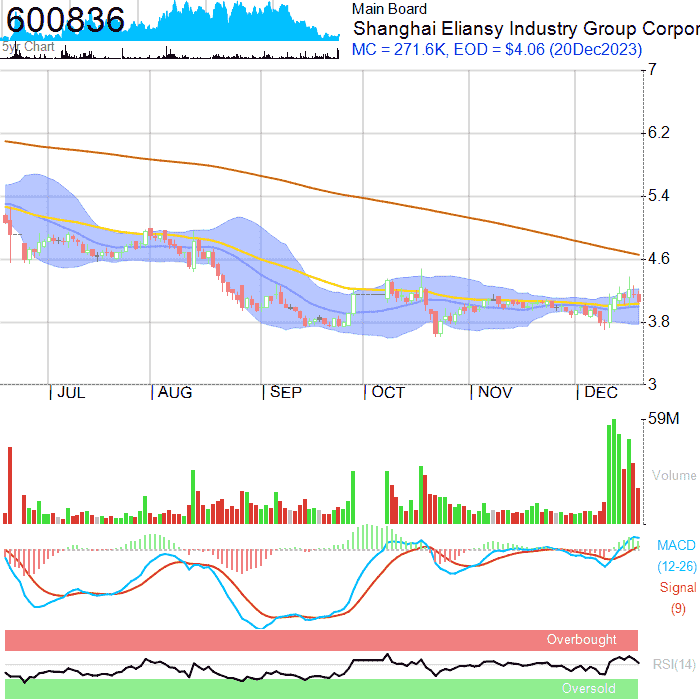 600836
5yr Chart
Main Board
Shanghai Eliansy Industry Group Corpor
MC = 271.6K, EOD = $4.06 (20Dec2023)
7
6.2
5.4
4.6
3.8
3
JUL
AUG
SEP
OCT
NOV
DEC
59M
Volume
MACD
(12-26)
Signal
(9)
Overbought
RSI(14)
Oversold